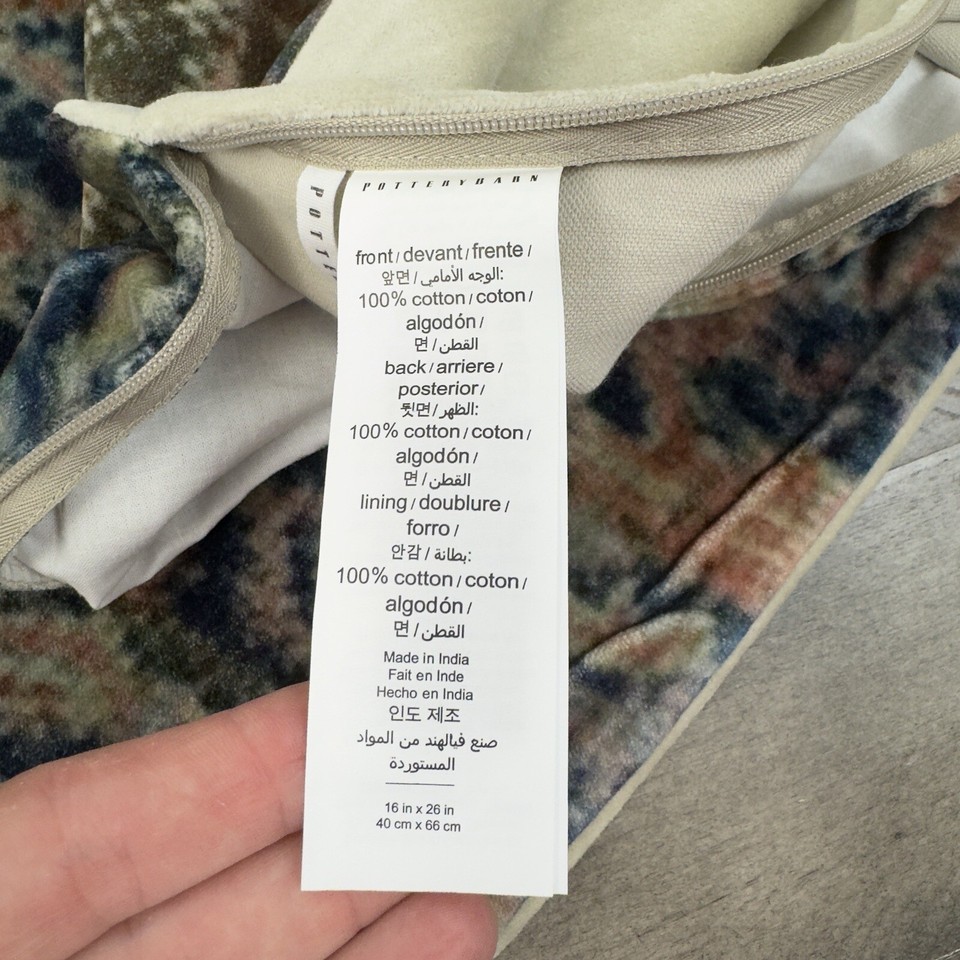 POTTERYBARN
POTT
front / devant / frente /
앞면 / الوجه الأمامي:
100% cotton / coton /
algodón /
면 / القطن
back / arriere /
posterior /
뒷면 / الظهر:
100% cotton / coton /
algodón /
면 / القطن
lining / doublure /
forro /
안감 / بطانة:
100% cotton / coton /
algodón /
면 / القطن
Made in India
Fait en Inde
Hecho en India
인도 제조
صنع فيالهند من المواد
المستوردة
16 in x 26 in
40 cm x 66 cm